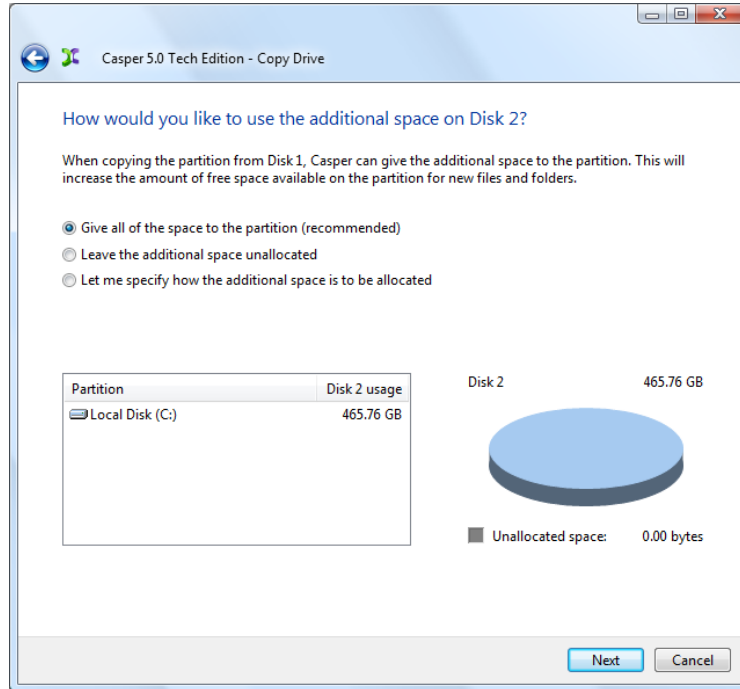 Casper 5.0 Tech Edition - Copy Drive
How would you like to use the additional space on Disk 2?
When copying the partition from Disk 1, Casper can give the additional space to the partition. This will
increase the amount of free space available on the partition for new files and folders.
Give all of the space to the partition (recommended)
Leave the additional space unallocated
Let me specify how the additional space is to be allocated
Partition Disk 2 usage
Local Disk (C:) 465.76 GB
Disk 2 465.76 GB
Unallocated space: 0.00 bytes
Next Cancel